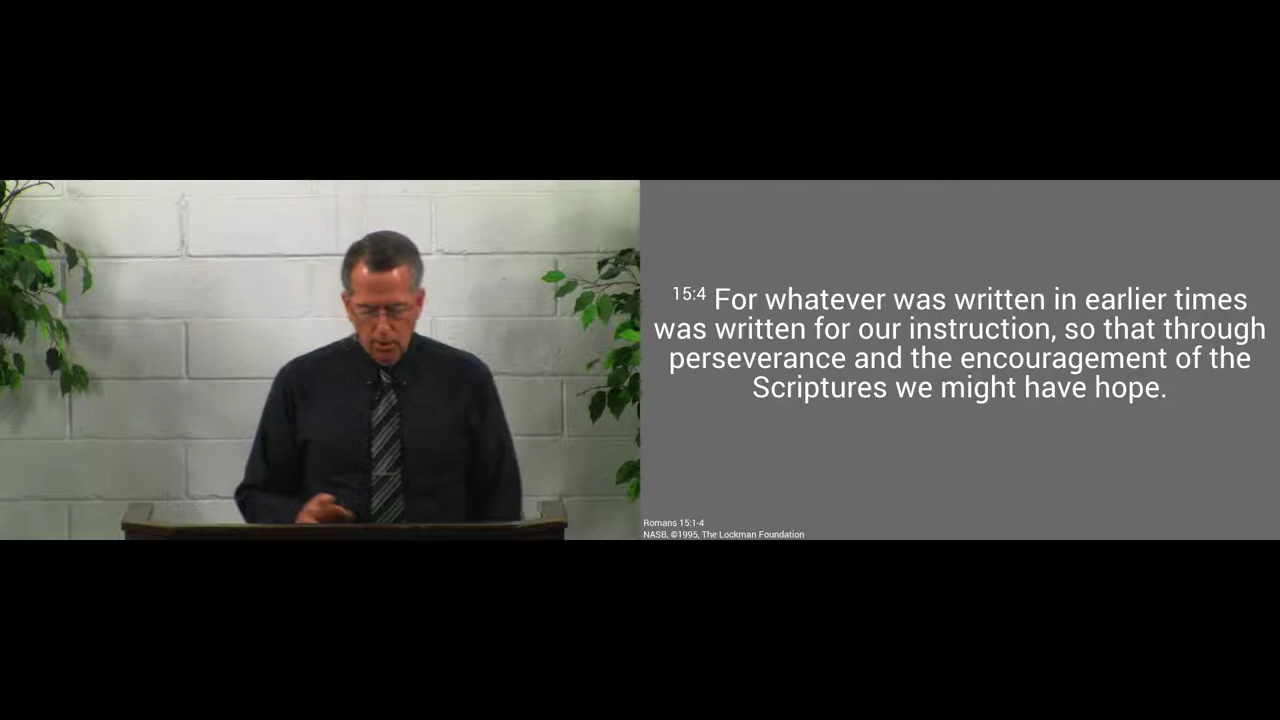 15:4 For whatever was written in earlier times
was written for our instruction, so that through
perseverance and the encouragement of the
Scriptures we might have hope.
Romans 15:1-4
NASB, ©1995, The Lockman Foundation